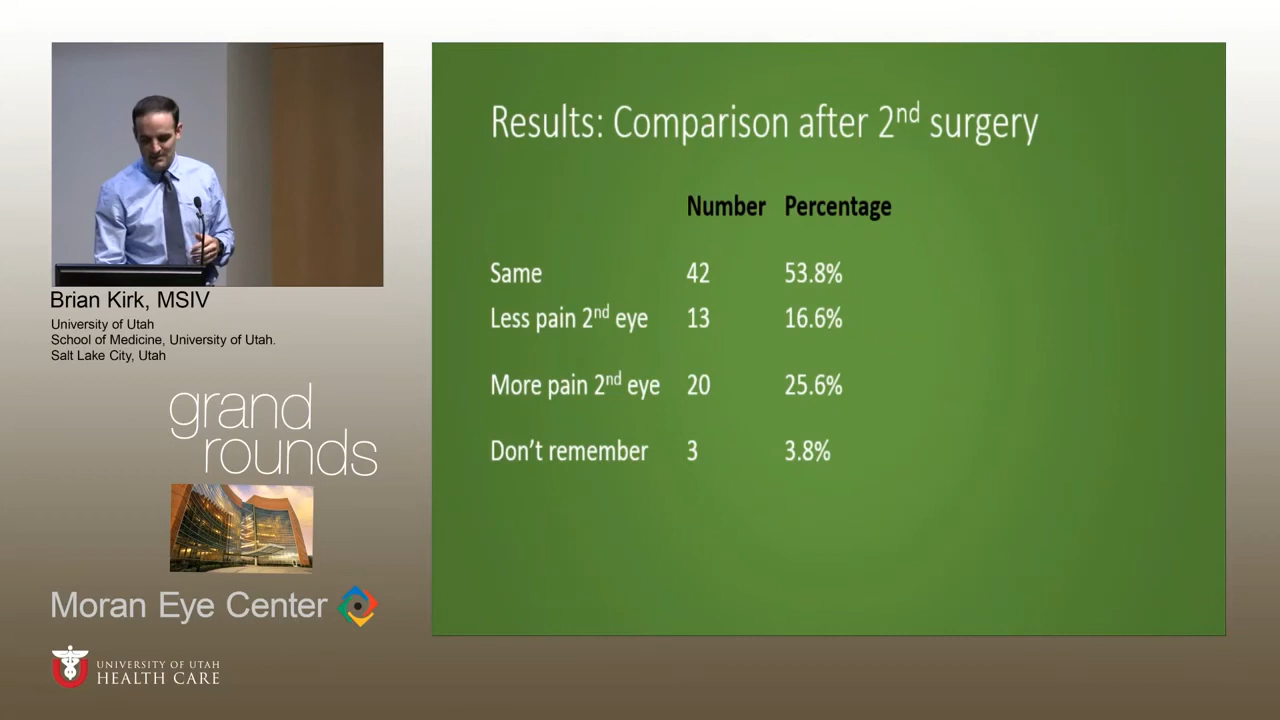 Brian Kirk, MSIV
University of Utah
School of Medicine, University of Utah.
Salt Lake City, Utah
grand
rounds
Moran Eye Center
UNIVERSITY OF UTAH
HEALTH CARE
Results: Comparison after 2nd surgery
Number Percentage
Same 42 53.8%
Less pain 2nd eye 13 16.6%
More pain 2nd eye 20 25.6%
Don't remember 3 3.8%